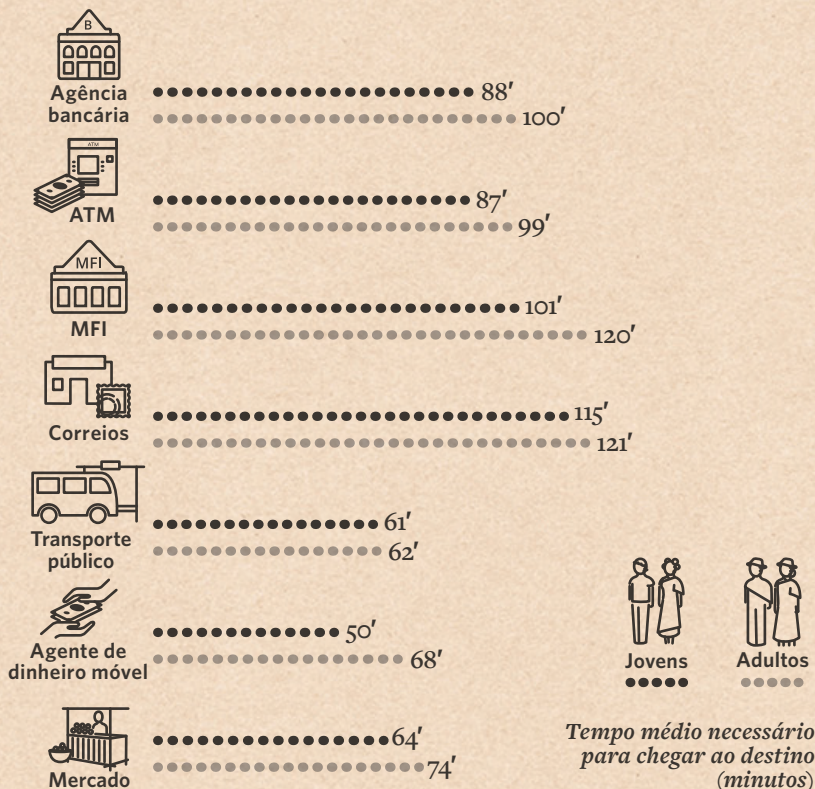 B
Agência
bancária
88′
100′
ATM
ATM
87′
99′
MFI
MFI
101′
120′
Correios
115′
121′
Transporte
público
61′
62′
Agente de
dinheiro móvel
50′
68′
Mercado
64′
74′
Jovens
Adultos
Tempo médio necessário
para chegar ao destino
(minutos)